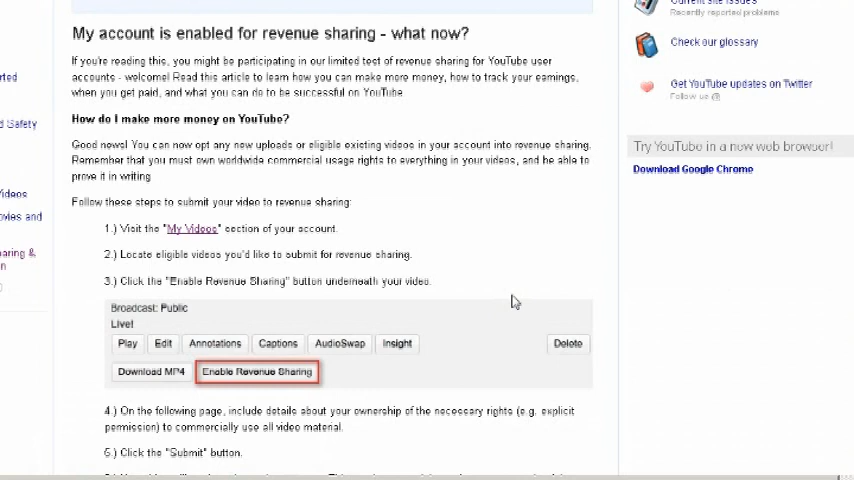 Current site issues
Recently reported problems
My account is enabled for revenue sharing - what now?
Check our glossary
If you're reading this, you might be participating in our limited test of revenue sharing for YouTube user
accounts - welcome! Read this article to learn how you can make more money, how to track your earnings,
when you get paid, and what you can do to be successful on YouTube.
Get YouTube updates on Twitter
Follow us
How do I make more money on YouTube?
d Safety
Good news! You can now opt any new uploads or eligible existing videos in your account into revenue sharing.
Remember that you must own worldwide commercial usage rights to everything in your videos, and be able to
prove it in writing
Try YouTube in a new web browser!
Download Google Chrome
ideos
ovies and
Follow these steps to submit your video to revenue sharing:
1.) Visit the "My Videos" section of your account.
2.) Locate eligible videos you'd like to submit for revenue sharing.
aring &
n
3.) Click the "Enable Revenue Sharing" button underneath your video.
Broadcast: Public
Live!
Play Edit Annotations Captions AudioSwap Insight Delete
Download MP4 Enable Revenue Sharing
4.) On the following page, include details about your ownership of the necessary rights (e.g. explicit
permission) to commercially use all video material.
5.) Click the "Submit" button.